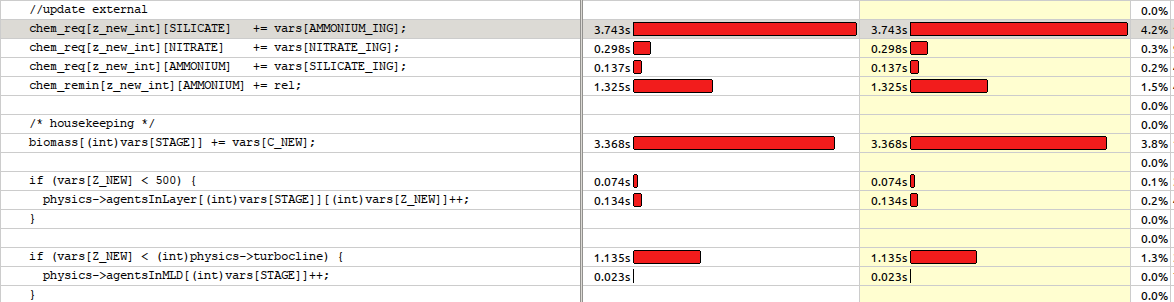 //update external 0.0%
chem_req[z_new_int][SILICATE] += vars[AMMONIUM_ING]; 3.743s 3.743s 4.2%
chem_req[z_new_int][NITRATE] += vars[NITRATE_ING]; 0.298s 0.298s 0.3%
chem_req[z_new_int][AMMONIUM] += vars[SILICATE_ING]; 0.137s 0.137s 0.2%
chem_remin[z_new_int][AMMONIUM] += rel; 1.325s 1.325s 1.5%
0.0%
/* housekeeping */ 0.0%
biomass[(int)vars[STAGE]] += vars[C_NEW]; 3.368s 3.368s 3.8%
0.0%
if (vars[Z_NEW] < 500) { 0.074s 0.074s 0.1%
physics->agentsInLayer[(int)vars[STAGE]][(int)vars[Z_NEW]]++; 0.134s 0.134s 0.2%
} 0.0%
0.0%
if (vars[Z_NEW] < (int)physics->turbocline) { 1.135s 1.135s 1.3%
physics->agentsInMLD[(int)vars[STAGE]]++; 0.023s 0.023s 0.0%
} 0.0%